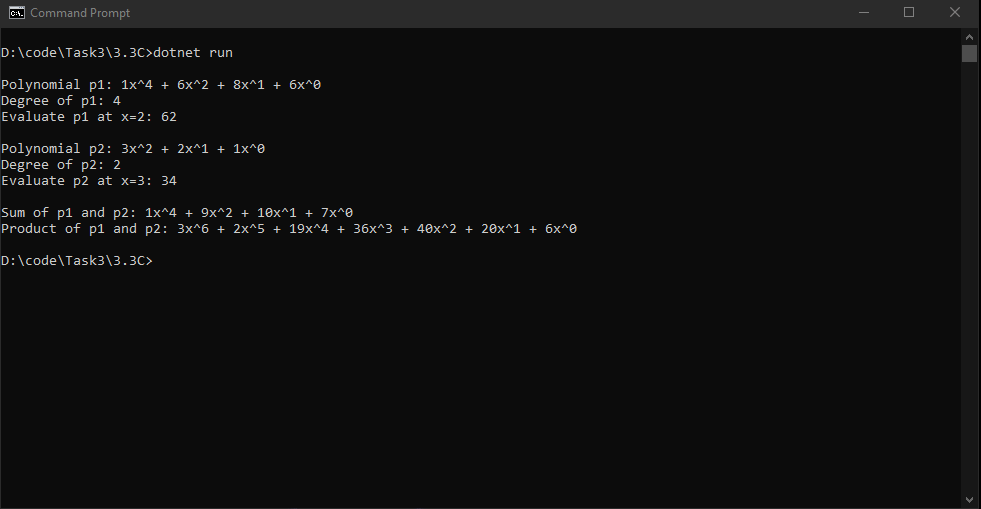 Command Prompt
D:\code\Task3\3.3C>dotnet run
Polynomial p1: 1x^4 + 6x^2 + 8x^1 + 6x^0
Degree of p1: 4
Evaluate p1 at x=2: 62
Polynomial p2: 3x^2 + 2x^1 + 1x^0
Degree of p2: 2
Evaluate p2 at x=3: 34
Sum of p1 and p2: 1x^4 + 9x^2 + 10x^1 + 7x^0
Product of p1 and p2: 3x^6 + 2x^5 + 19x^4 + 36x^3 + 40x^2 + 20x^1 + 6x^0
D:\code\Task3\3.3C>